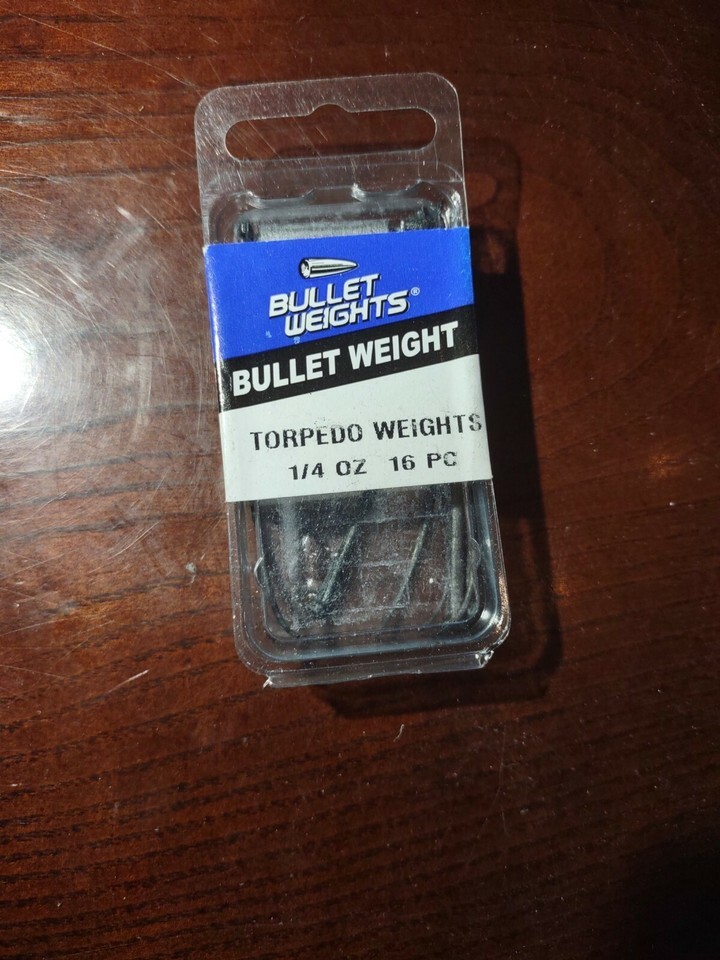 BULLET
WEIGHTS®
BULLET WEIGHT
TORPEDO WEIGHTS
1/4 OZ 16 PC